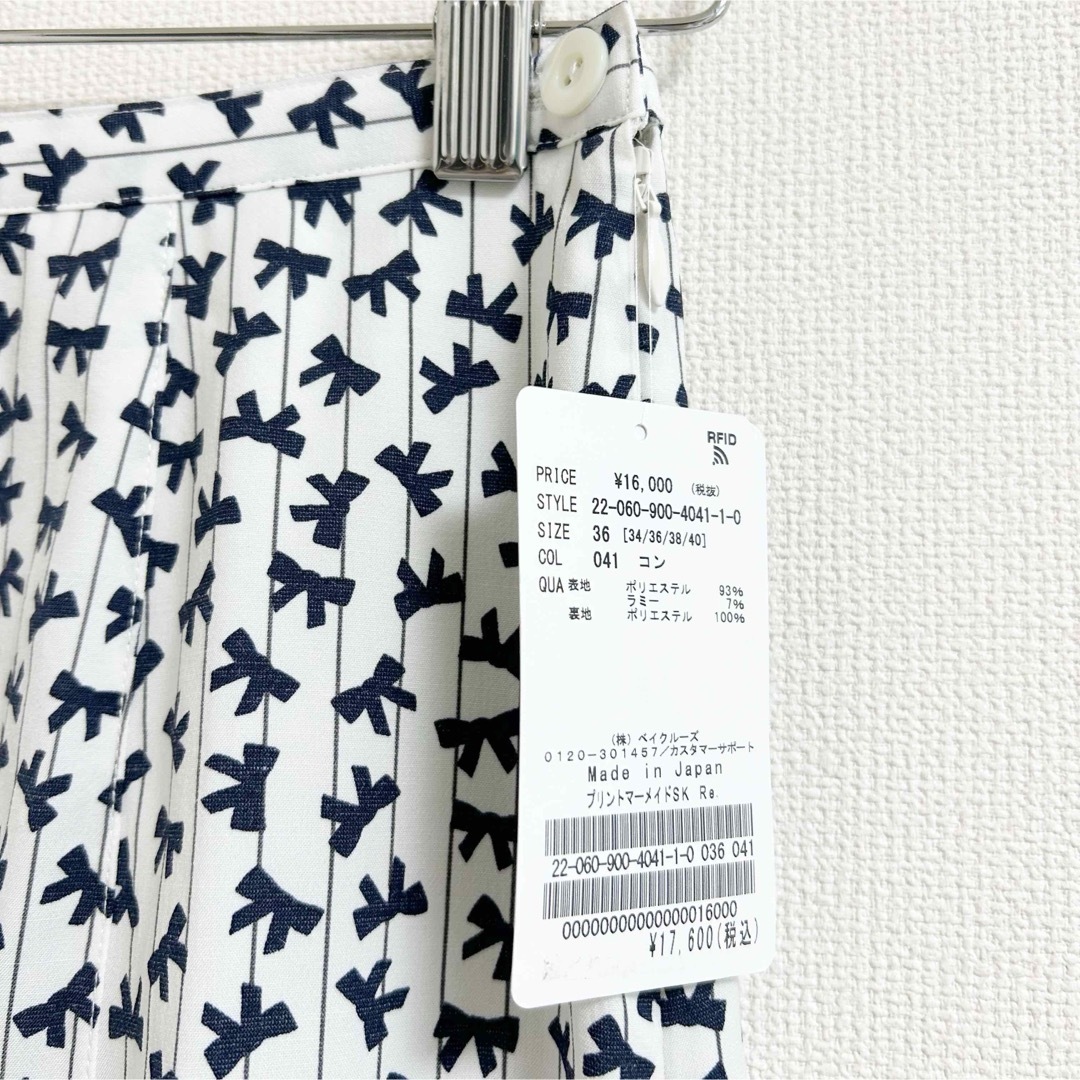 RFID
PRICE ¥16,000 (税抜)
STYLE 22-060-900-4041-1-0
SIZE 36 [34/36/38/40]
COL 041 コン
QUA 表地 ポリエステル 93%
ラミー 7%
裏地 ポリエステル 100%
(株) ベイクルーズ
0120-301457/カスタマーサポート
Made in Japan
プリントマーメイドSK Re.
22-060-900-4041-1-0 036 041
00000000000000016000
¥17,600(税込)